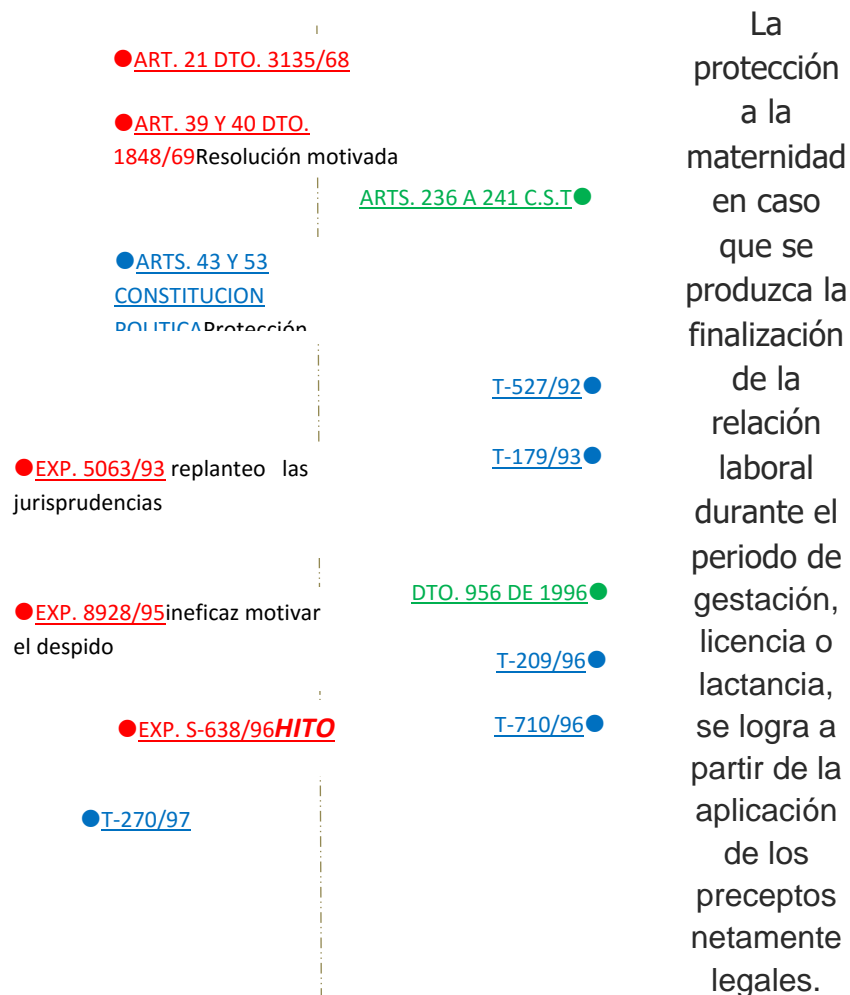 ●ART. 21 DTO. 3135/68
●ART. 39 Y 40 DTO.
1848/69Resolución motivada
ARTS. 236 A 241 C.S.T●
●ARTS. 43 Y 53
CONSTITUCION
POLITICAProtección
T-527/92●
T-179/93●
●EXP. 5063/93 replanteo las
jurisprudencias
DTO. 956 DE 1996●
●EXP. 8928/95ineficaz motivar
el despido
T-209/96●
●EXP. S-638/96HITO
T-710/96●
●T-270/97
La
protección
a la
maternidad
en caso
que se
produzca la
finalización
de la
relación
laboral
durante el
periodo de
gestación,
licencia o
lactancia,
se logra a
partir de la
aplicación
de los
preceptos
netamente
legales.